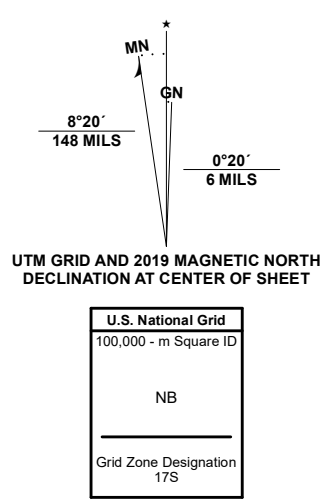 ★
MN
GN
8°20´
148 MILS
0°20´
6 MILS
UTM GRID AND 2019 MAGNETIC NORTH
DECLINATION AT CENTER OF SHEET
U.S. National Grid
100,000 - m Square ID
NB
Grid Zone Designation
17S